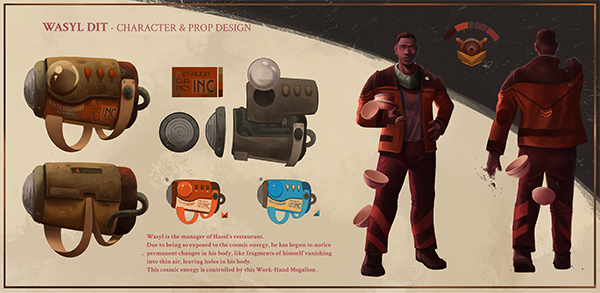 WASYL DIT - CHARACTER & PROP DESIGN
MEGALION
INC
Wasyl is the manager of Hazel's restaurant.
Due to being so exposed to the cosmic energy, he has begun to notice
permanent changes in his body, like fragments of himself vanishing
into thin air, leaving holes in his body.
This cosmic energy is controlled by this Work-Hand Megalion .